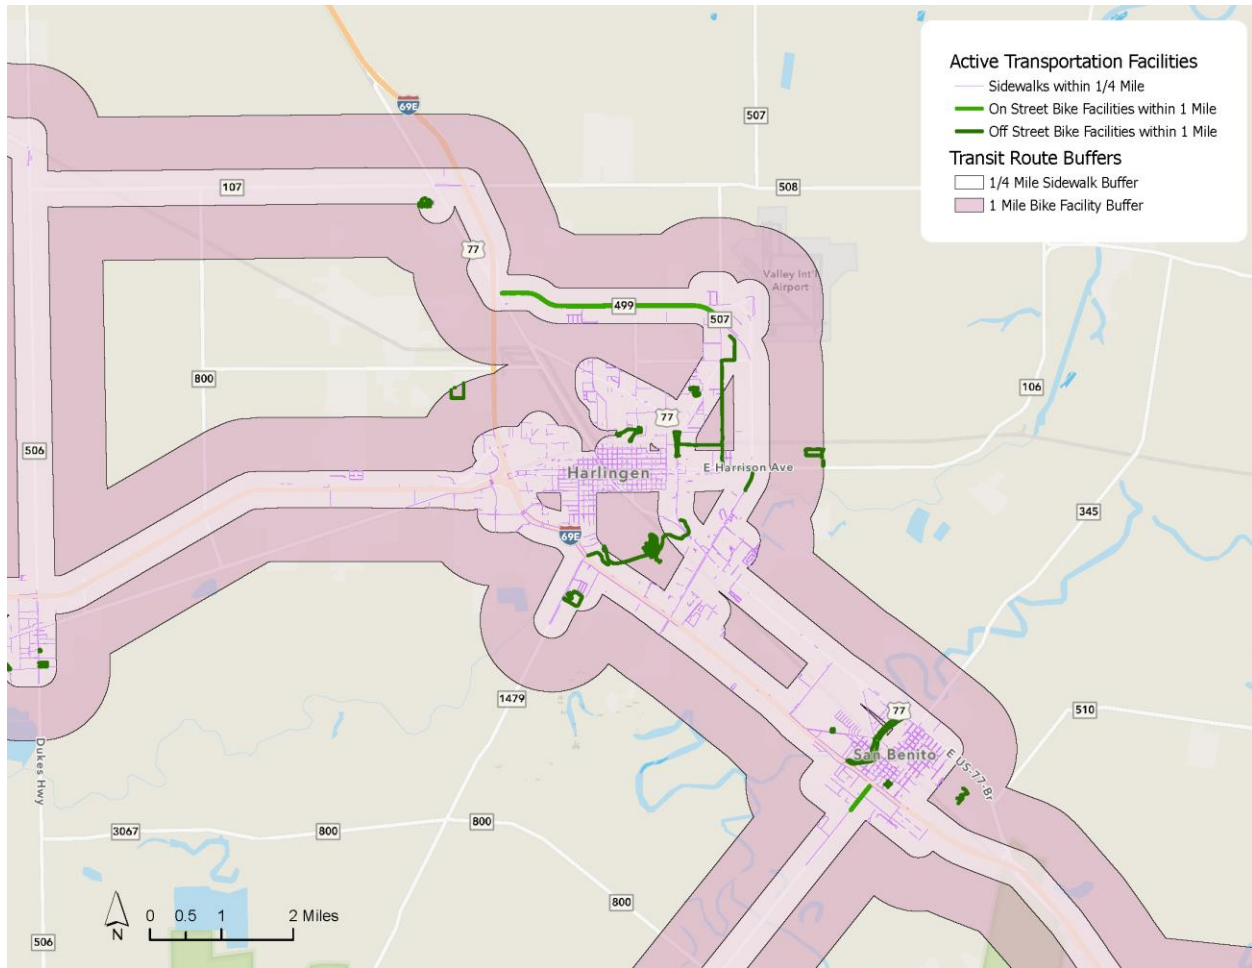 Active Transportation Facilities
Sidewalks within 1/4 Mile
On Street Bike Facilities within 1 Mile
Off Street Bike Facilities within 1 Mile
Transit Route Buffers
1/4 Mile Sidewalk Buffer
1 Mile Bike Facility Buffer
69E
507
107
508
77
Valley Int'l
Airport
499
507
800
106
77
506
Harlingen
E Harrison Ave
345
69E
1479
77
510
San Benito
E US-77-Br
Dukes Hwy
3067
800
800
800
0 0.5 1 2 Miles
N
506